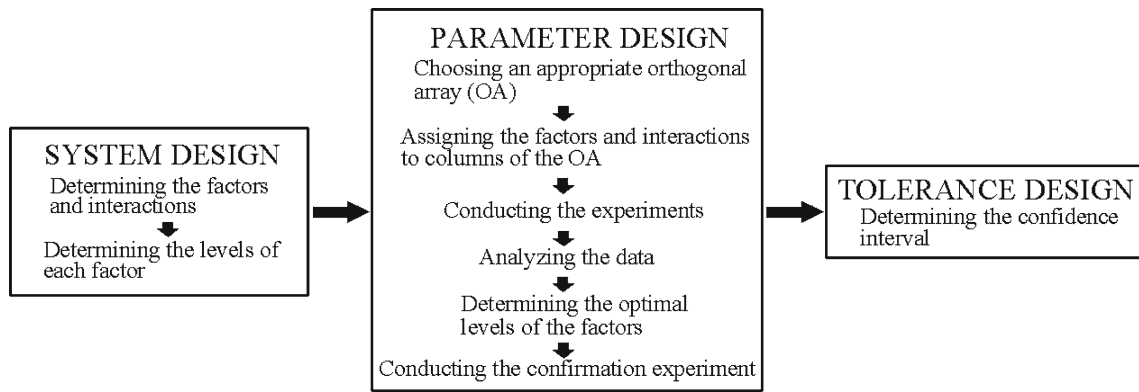 SYSTEM DESIGN
Determining the factors
and interactions
Determining the levels of
each factor
PARAMETER DESIGN
Choosing an appropriate orthogonal
array (OA)
Assigning the factors and interactions
to columns of the OA
Conducting the experiments
Analyzing the data
Determining the optimal
levels of the factors
Conducting the confirmation experiment
TOLERANCE DESIGN
Determining the confidence
interval